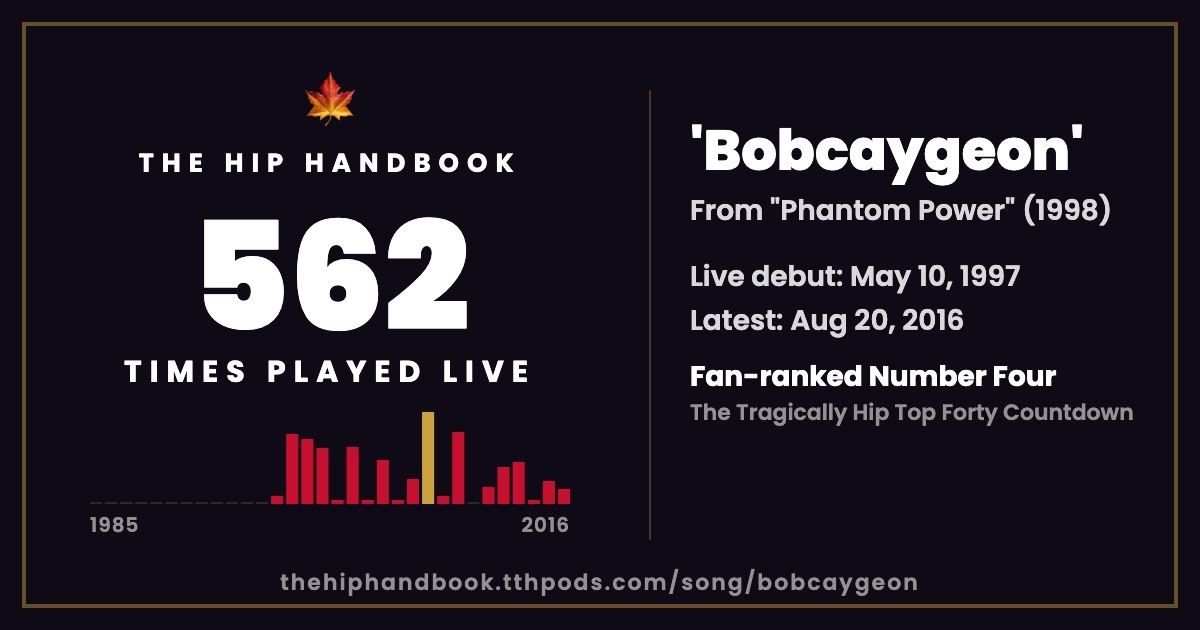 THE HIP HANDBOOK
562
TIMES PLAYED LIVE
1985
2016
'Bobcaygeon'
From "Phantom Power" (1998)
Live debut: May 10, 1997
Latest: Aug 20, 2016
Fan-ranked Number Four
The Tragically Hip Top Forty Countdown
thehiphandbook.tthpods.com/song/bobcaygeon